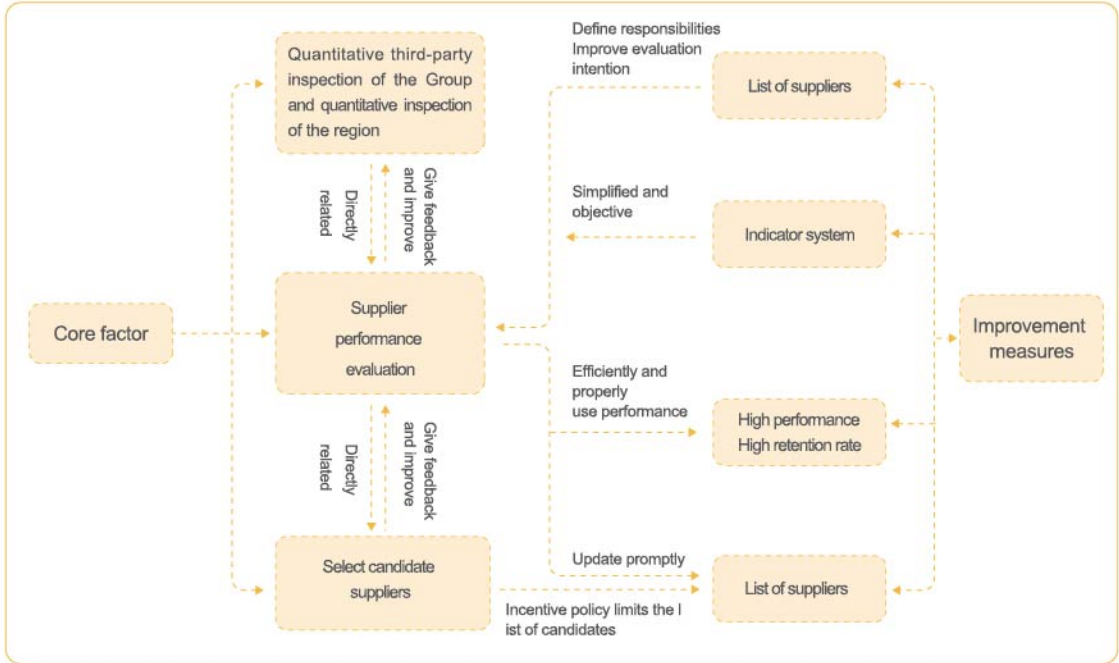 Quantitative third-party
inspection of the Group
and quantitative inspection
of the region
Define responsibilities
Improve evaluation
intention
List of suppliers
Directly
related
Give feedback
and improve
Simplified and
objective
Indicator system
Core factor
Supplier
performance
evaluation
Improvement
measures
Efficiently and
properly
use performance
High performance
High retention rate
Directly
related
Give feedback
and improve
Select candidate
suppliers
Update promptly
List of suppliers
Incentive policy limits the l
ist of candidates